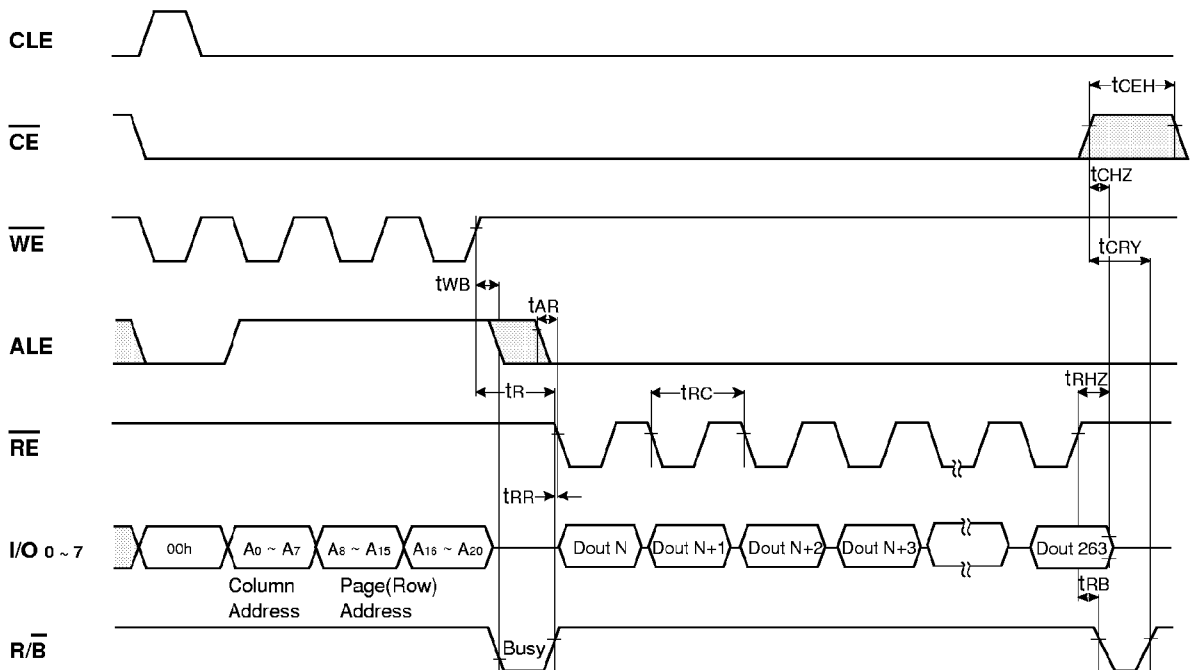 CLE
tCEH
CE
tCHZ
WE
tCRY
tWB
tAR
ALE
tR
tRC
tRHZ
RE
tRR
I/O 0 ~ 7
00h
A0 ~ A7
A8 ~ A15
A16 ~ A20
Dout N
Dout N+1
Dout N+2
Dout N+3
Dout 263
Column
Address
Page(Row)
Address
tRB
R/B
Busy